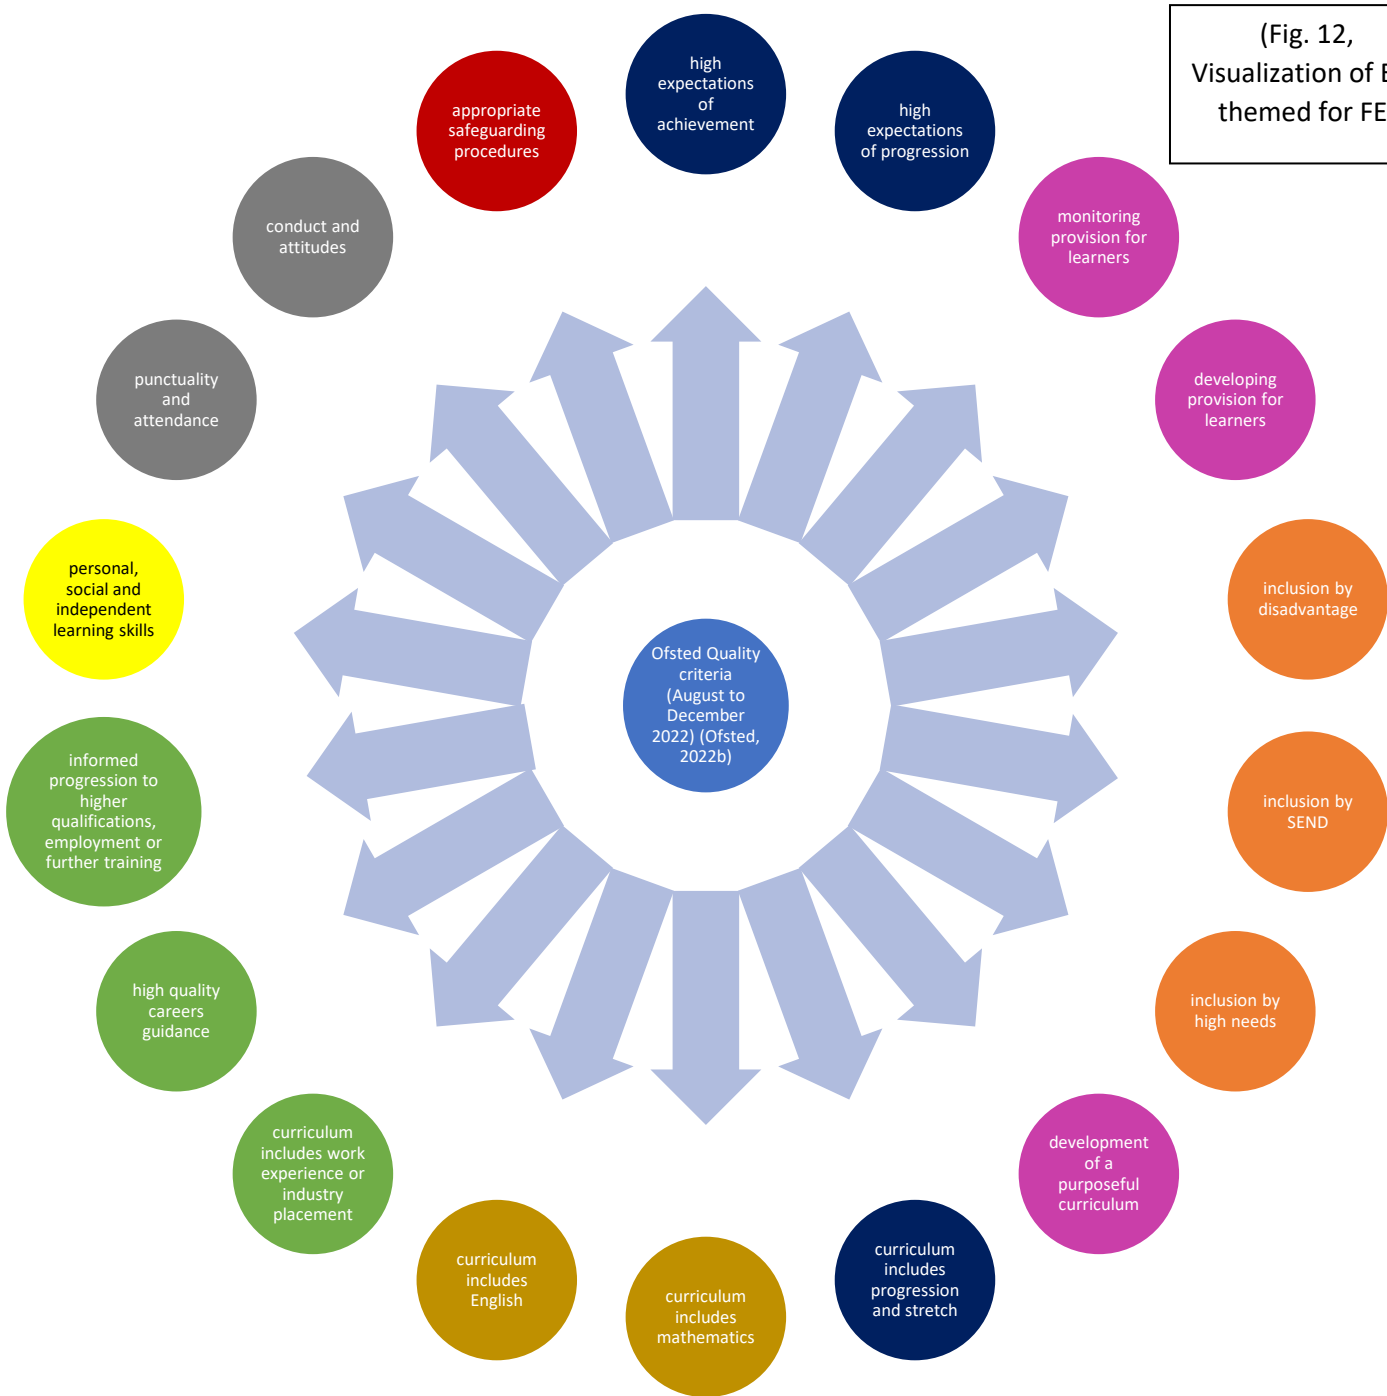 (Fig. 12,
Visualization of
themed for FE
high
expectations
of
achievement
high
expectations
of progression
monitoring
provision for
learners
developing
provision for
learners
inclusion by
disadvantage
inclusion by
SEND
inclusion by
high needs
development
of a
purposeful
curriculum
curriculum
includes
progression
and stretch
curriculum
includes
mathematics
curriculum
includes
English
curriculum
includes work
experience or
industry
placement
high quality
careers
guidance
informed
progression to
higher
qualifications,
employment or
further training
personal,
social and
independent
learning skills
punctuality
and
attendance
conduct and
attitudes
appropriate
safeguarding
procedures
Ofsted Quality
criteria
(August to
December
2022) (Ofsted,
2022b)